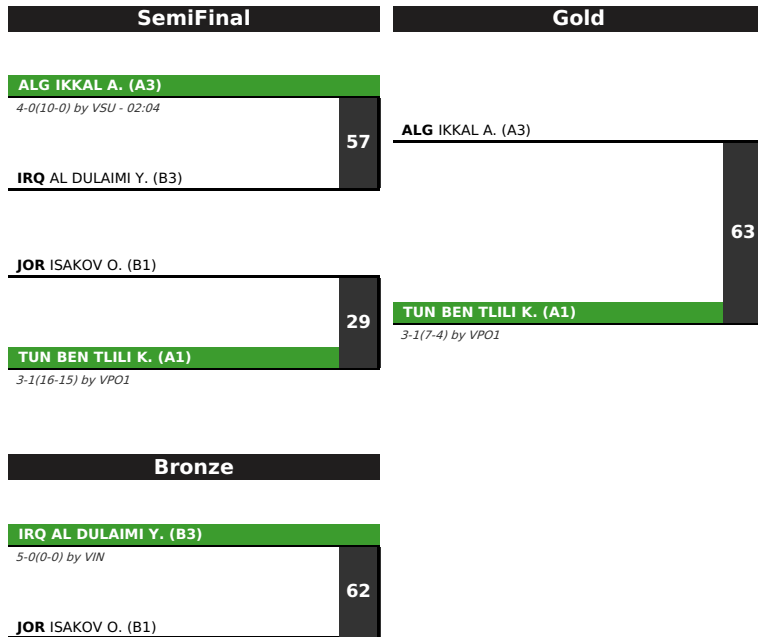 SemiFinal
ALG IKKAL A. (A3)
4-0(10-0) by VSU - 02:04
57
IRQ AL DULAIMI Y. (B3)
JOR ISAKOV O. (B1)
29
TUN BEN TLILI K. (A1)
3-1(16-15) by VPO1
Gold
ALG IKKAL A. (A3)
63
TUN BEN TLILI K. (A1)
3-1(7-4) by VPO1
Bronze
IRQ AL DULAIMI Y. (B3)
5-0(0-0) by VIN
62
JOR ISAKOV O. (B1)